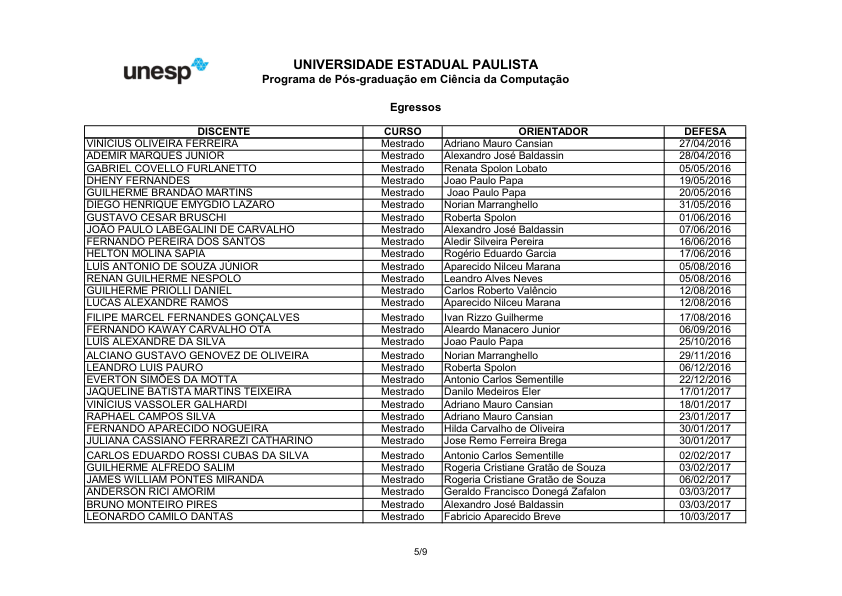 unesp
UNIVERSIDADE ESTADUAL PAULISTA
Programa de Pós-graduação em Ciência da Computação
Egressos
DISCENTE CURSO ORIENTADOR DEFESA
VINICIUS OLIVEIRA FERREIRA Mestrado Adriano Mauro Cansian 27/04/2016
ADEMIR MARQUES JUNIOR Mestrado Alexandro José Baldassin 28/04/2016
GABRIEL COVELLO FURLANETTO Mestrado Renata Spolon Lobato 05/05/2016
DHENY FERNANDES Mestrado Joao Paulo Papa 19/05/2016
GUILHERME BRANDÃO MARTINS Mestrado Joao Paulo Papa 20/05/2016
DIEGO HENRIQUE EMYGDIO LAZARO Mestrado Norian Marranghello 31/05/2016
GUSTAVO CESAR BRUSCHI Mestrado Roberta Spolon 01/06/2016
JOÃO PAULO LABEGALINI DE CARVALHO Mestrado Alexandro José Baldassin 07/06/2016
FERNANDO PEREIRA DOS SANTOS Mestrado Aledir Silveira Pereira 16/06/2016
HELTON MOLINA SAPIA Mestrado Rogério Eduardo Garcia 17/06/2016
LUÍS ANTONIO DE SOUZA JÚNIOR Mestrado Aparecido Nilceu Marana 05/08/2016
RENAN GUILHERME NESPOLO Mestrado Leandro Alves Neves 05/08/2016
GUILHERME PRIOLLI DANIEL Mestrado Carlos Roberto Valêncio 12/08/2016
LUCAS ALEXANDRE RAMOS Mestrado Aparecido Nilceu Marana 12/08/2016
FILIPE MARCEL FERNANDES GONÇALVES Mestrado Ivan Rizzo Guilherme 17/08/2016
FERNANDO KAWAY CARVALHO OTA Mestrado Aleardo Manacero Junior 06/09/2016
LUIS ALEXANDRE DA SILVA Mestrado Joao Paulo Papa 25/10/2016
ALCIANO GUSTAVO GENOVEZ DE OLIVEIRA Mestrado Norian Marranghello 29/11/2016
LEANDRO LUIS PAURO Mestrado Roberta Spolon 06/12/2016
EVERTON SIMÕES DA MOTTA Mestrado Antonio Carlos Sementille 22/12/2016
JAQUELINE BATISTA MARTINS TEIXEIRA Mestrado Danilo Medeiros Eler 17/01/2017
VINÍCIUS VASSOLER GALHARDI Mestrado Adriano Mauro Cansian 18/01/2017
RAPHAEL CAMPOS SILVA Mestrado Adriano Mauro Cansian 23/01/2017
FERNANDO APARECIDO NOGUEIRA Mestrado Hilda Carvalho de Oliveira 30/01/2017
JULIANA CASSIANO FERRAREZI CATHARINO Mestrado Jose Remo Ferreira Brega 30/01/2017
CARLOS EDUARDO ROSSI CUBAS DA SILVA Mestrado Antonio Carlos Sementille 02/02/2017
GUILHERME ALFREDO SALIM Mestrado Rogeria Cristiane Gratão de Souza 03/02/2017
JAMES WILLIAM PONTES MIRANDA Mestrado Rogeria Cristiane Gratão de Souza 06/02/2017
ANDERSON RICI AMORIM Mestrado Geraldo Francisco Donegá Zafalon 03/03/2017
BRUNO MONTEIRO PIRES Mestrado Alexandro José Baldassin 03/03/2017
LEONARDO CAMILO DANTAS Mestrado Fabricio Aparecido Breve 10/03/2017
5/9